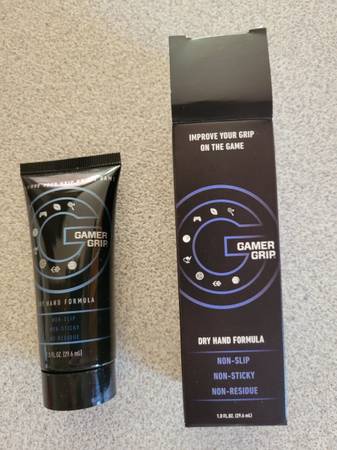 GAMER
GRIP
DRY HAND FORMULA
NON-SLIP
NON-STICKY
NO RESIDUE
1.0 FL.OZ. (29.6 mL)
IMPROVE YOUR GRIP
ON THE GAME
GAMER
GRIP
DRY HAND FORMULA
NON-SLIP
NON-STICKY
NON-RESIDUE
1.0 FL.OZ. (29.6 mL)